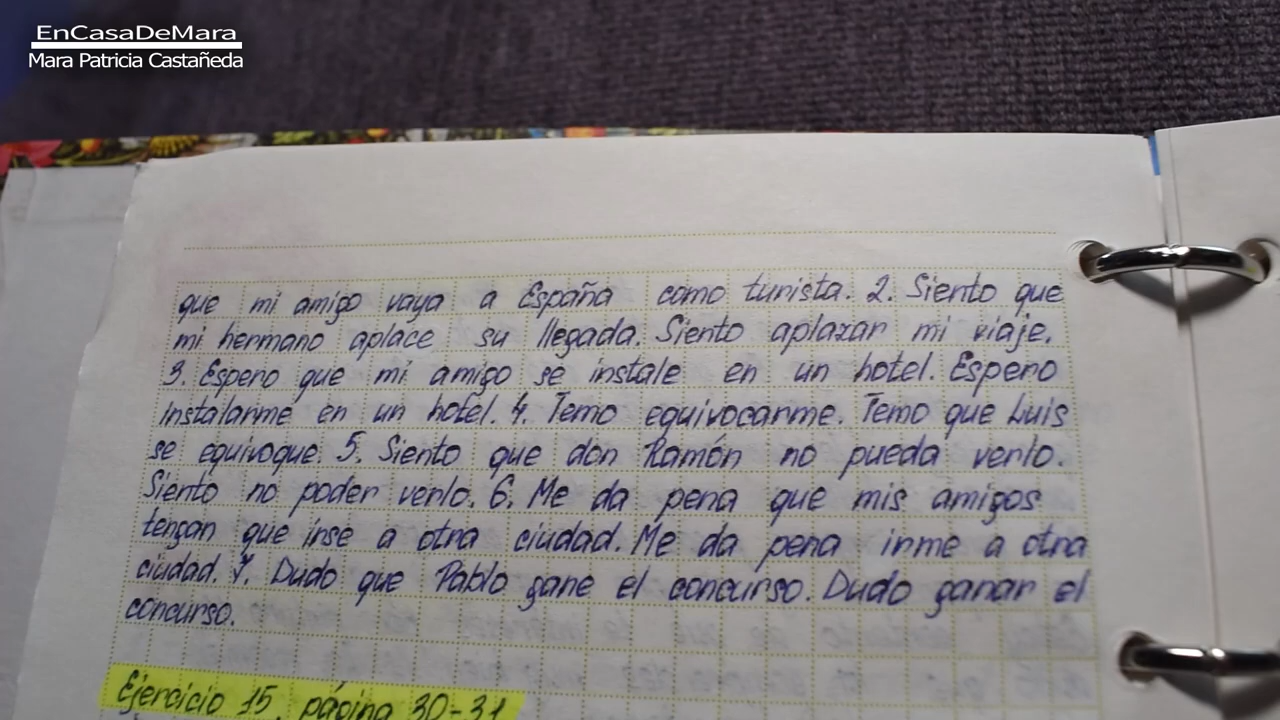 EnCasaDeMara
Mara Patricia Castañeda
que mi amigo vaya a España como turista. 2. Siento que
mi hermano aplace su llegada. Siento aplazar mi viaje.
3. Espero que mi amigo se instale en un hotel. Espero
instalarme en un hotel. 4. Temo equivocarme. Temo que Luis
se equivoque. 5. Siento que don Ramón no pueda verlo.
Siento no poder verlo. 6. Me da pena que mis amigos
tengan que irse a otra ciudad. Me da pena irme a otra
ciudad. 7. Dudo que Pablo gane el concurso. Dudo ganar el
concurso.
Ejercicio 15, página 30-31